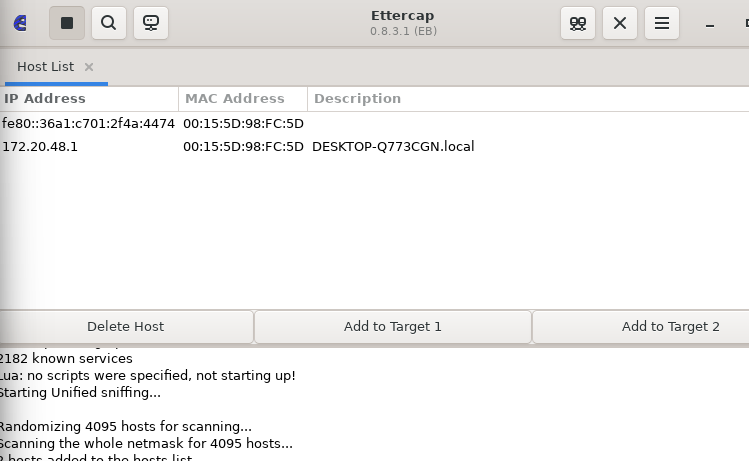 Ettercap
0.8.3.1 (EB)
Host List
IP Address MAC Address Description
fe80::36a1:c701:2f4a:4474 00:15:5D:98:FC:5D
172.20.48.1 00:15:5D:98:FC:5D DESKTOP-Q773CGN.local
Delete Host Add to Target 1 Add to Target 2
2182 known services
Lua: no scripts were specified, not starting up!
Starting Unified sniffing...
Randomizing 4095 hosts for scanning...
Scanning the whole netmask for 4095 hosts...
2 hosts added to the hosts list...